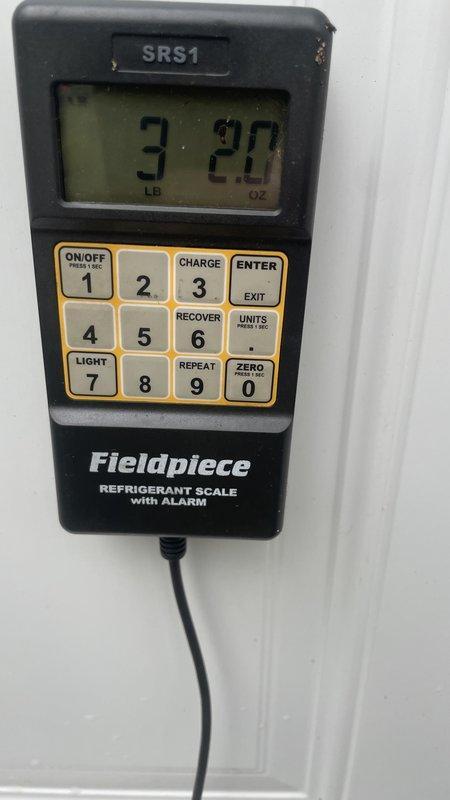 SRS1
3 2.0
LB OZ
ON/OFF CHARGE ENTER
PRESS 1 SEC
1 2 3 EXIT
RECOVER UNITS
PRESS 1 SEC
4 5 6 .
LIGHT REPEAT ZERO
PRESS 1 SEC
7 8 9 0
Fieldpiece
REFRIGERANT SCALE
with ALARM